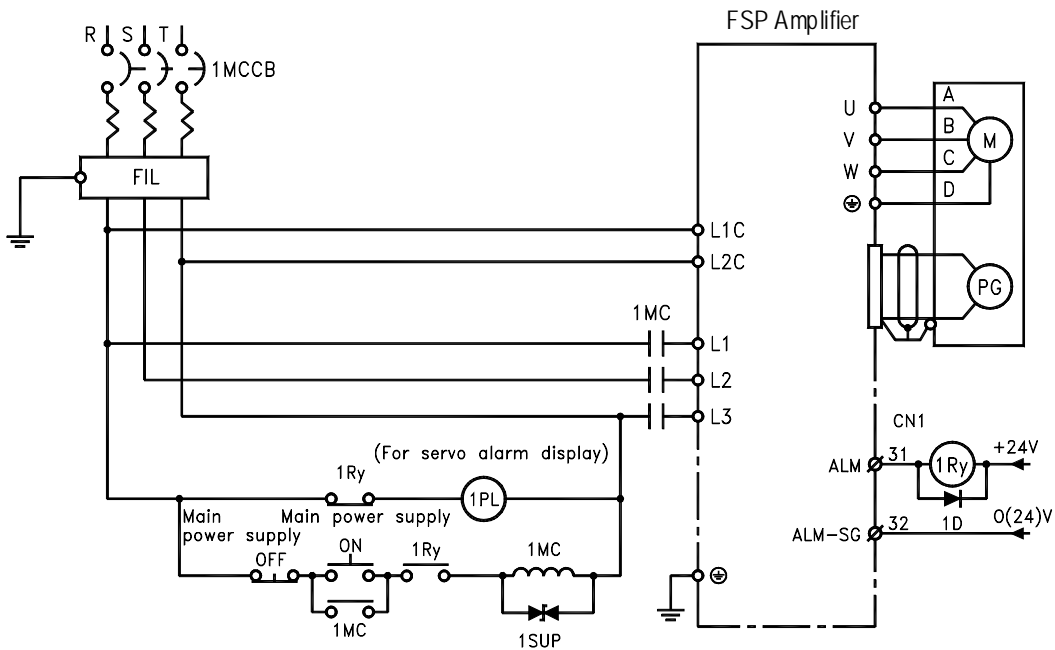 FSP Amplifier
R S T
1MCCB
FIL
U
V
W
A
B
C
D
M
L1C
L2C
PG
1MC
L1
L2
L3
CN1
(For servo alarm display)
1Ry
1PL
ALM
31
1Ry
+24V
Main
power supply
Main power supply
OFF
ON
1Ry
1MC
ALM-SG
32
1D
0(24)V
1MC
1SUP